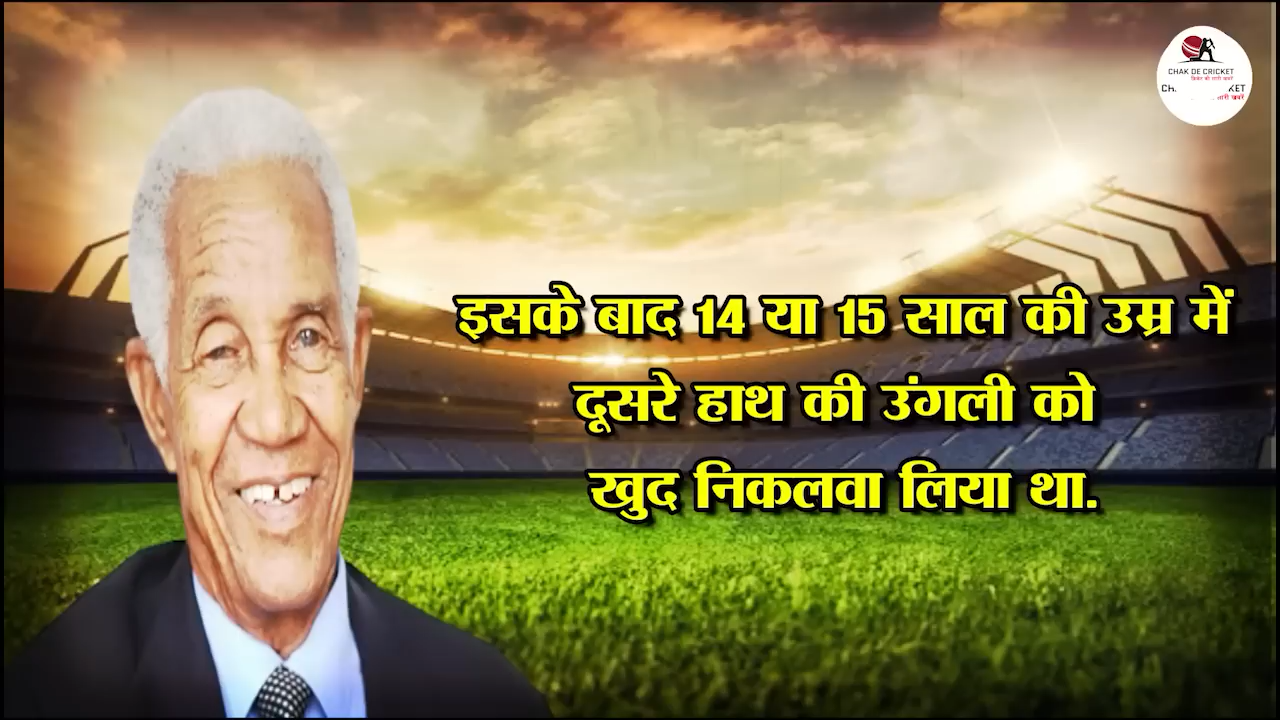 CHAK DE CRICKET
इसके बाद 14 या 15 साल की उम्र में
दूसरे हाथ की उंगली को
खुद निकलवा लिया था.